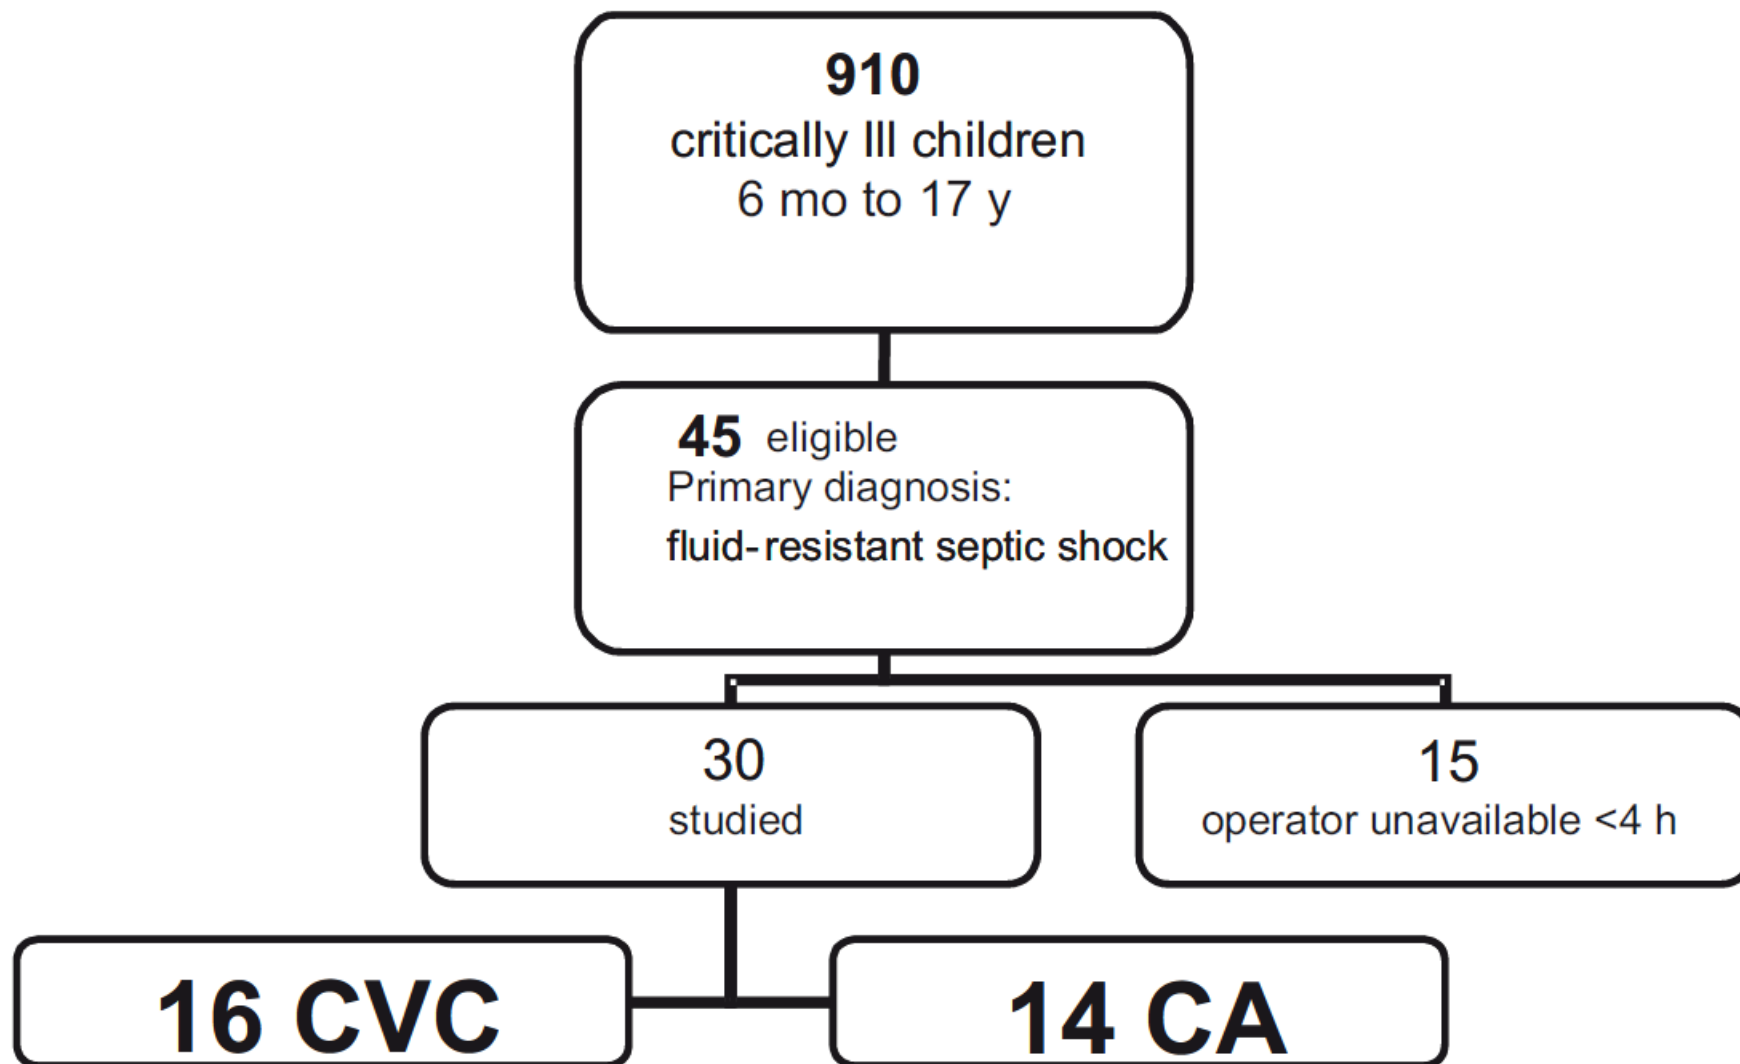 910
critically Ill children
6 mo to 17 y
45 eligible
Primary diagnosis:
fluid-resistant septic shock
30
studied
15
operator unavailable <4 h
16 CVC
14 CA